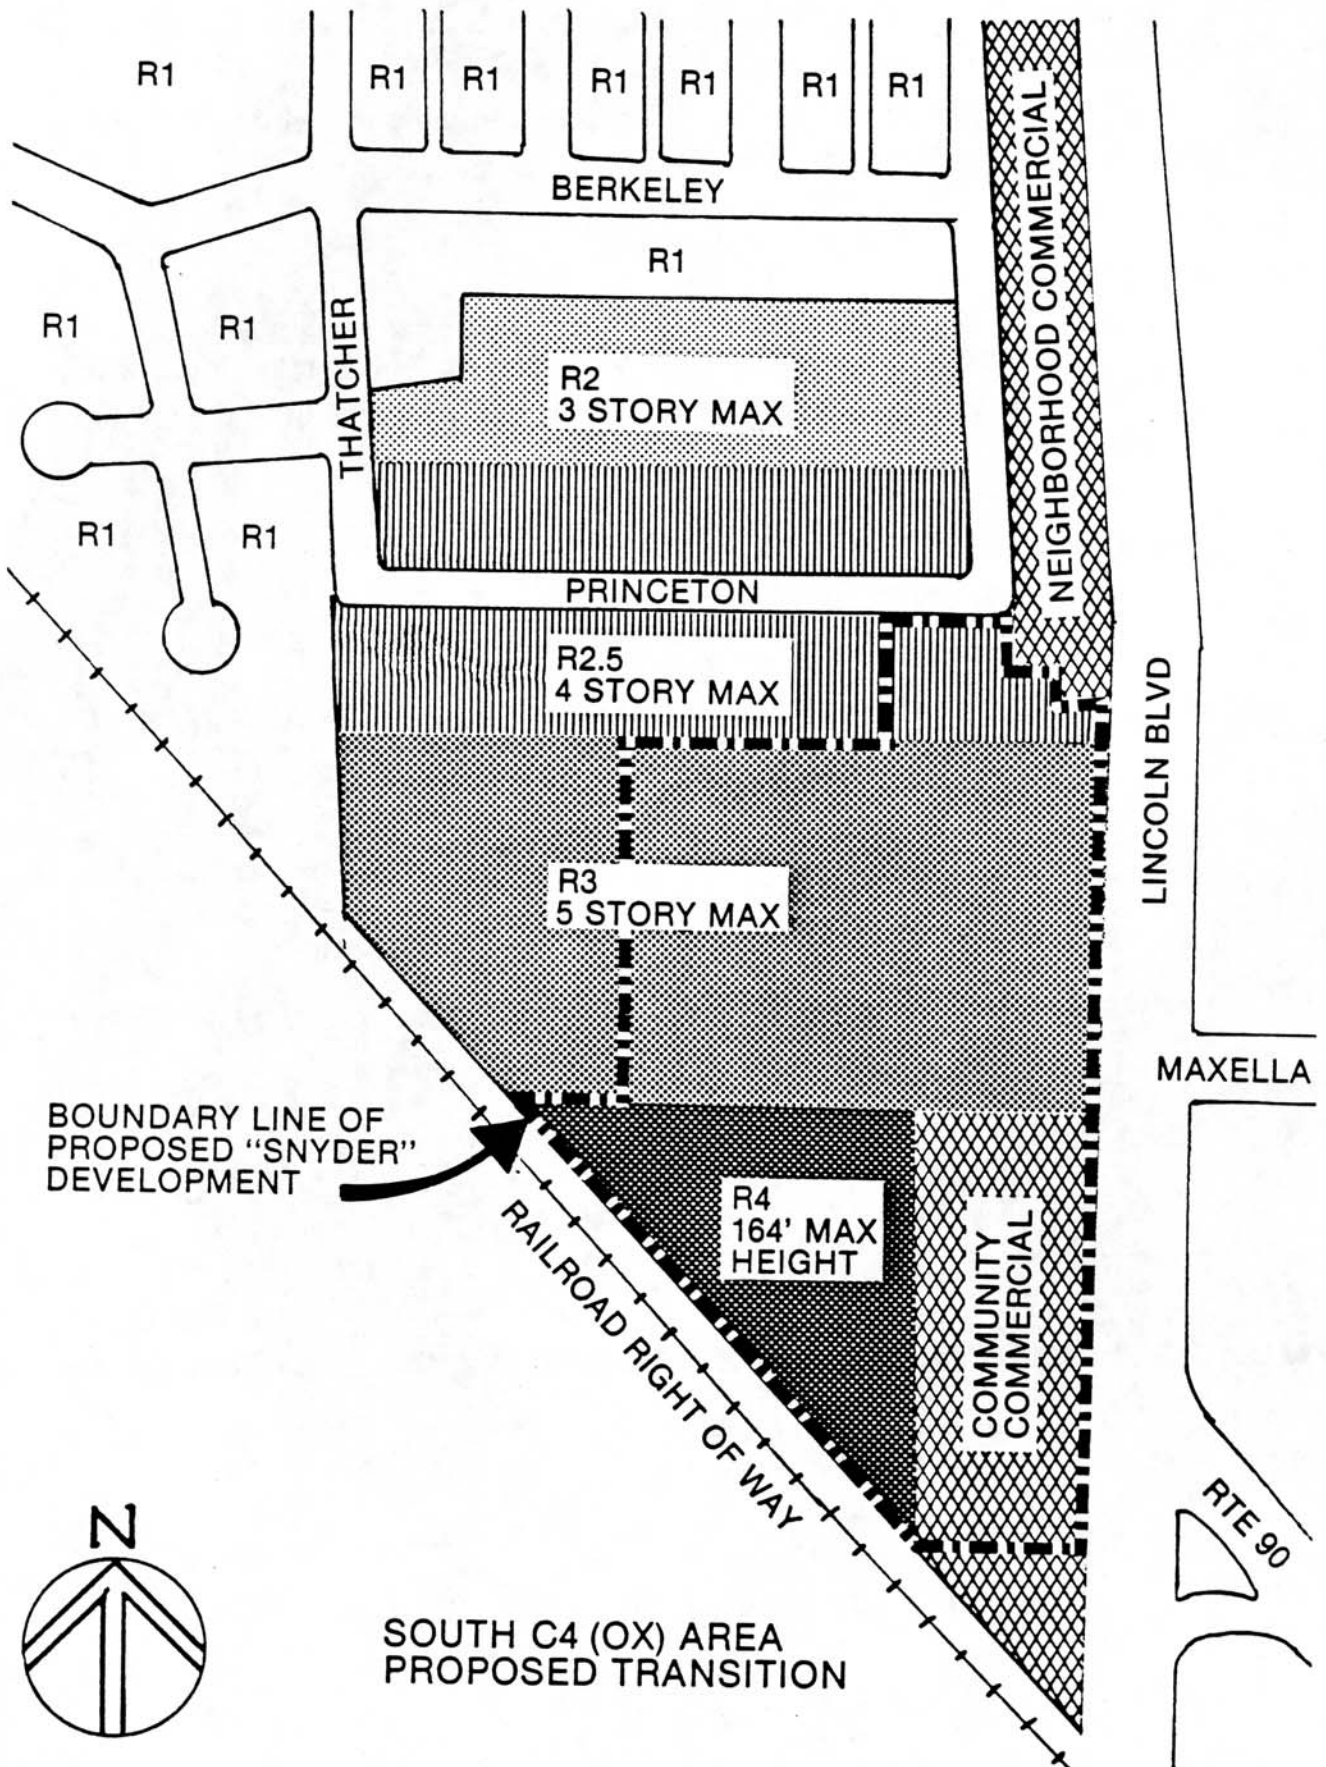 R1
R1
R1
R1
R1
R1
R1
BERKELEY
R1
NEIGHBORHOOD COMMERCIAL
R1
R1
THATCHER
R2
3 STORY MAX
R1
R1
PRINCETON
R2.5
4 STORY MAX
LINCOLN BLVD
R3
5 STORY MAX
MAXELLA
BOUNDARY LINE OF
PROPOSED “SNYDER”
DEVELOPMENT
R4
164' MAX
HEIGHT
COMMUNITY
COMMERCIAL
RAILROAD RIGHT OF WAY
RTE 90
N
SOUTH C4 (OX) AREA
PROPOSED TRANSITION